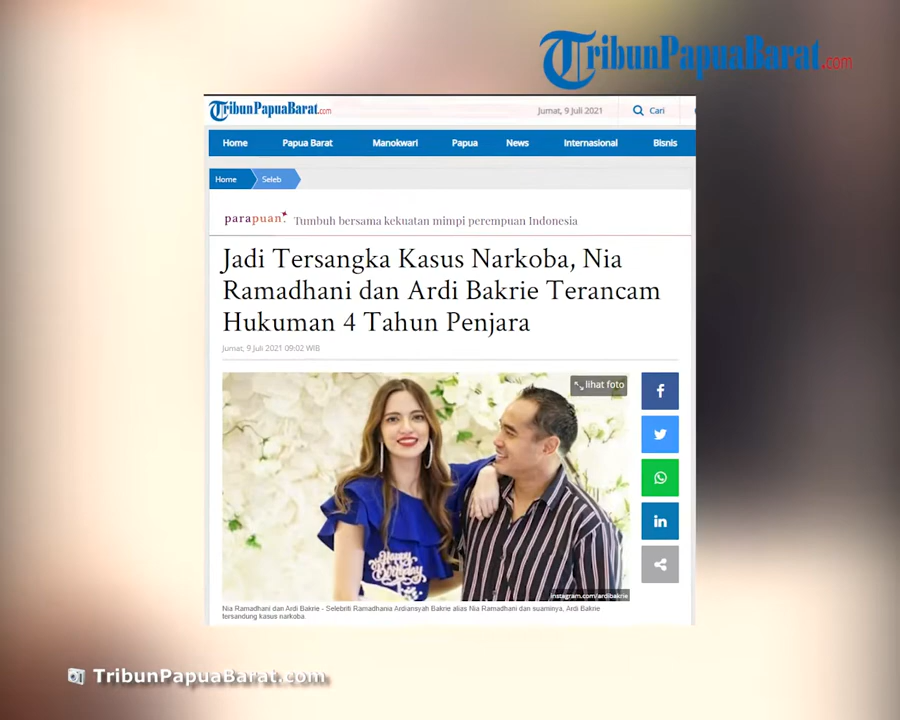 TribunPapuaBarat.com
TribunPapuaBarat.com
Jumat, 9 Juli 2021
Cari
Home Papua Barat Manokwari Papua News Internasional Bisnis
Home Seleb
parapuan. Tumbuh bersama kekuatan mimpi perempuan Indonesia
Jadi Tersangka Kasus Narkoba, Nia
Ramadhani dan Ardi Bakrie Terancam
Hukuman 4 Tahun Penjara
Jumat, 9 Juli 2021 09:02 WIB
lihat foto
Happy
Birthday
instagram.com/ardibakrie
Nia Ramadhani dan Ardi Bakrie - Selebriti Ramadhania Ardiansyah Bakrie alias Nia Ramadhani dan suaminya, Ardi Bakrie
tersandung kasus narkoba.
TribunPapuaBarat.com